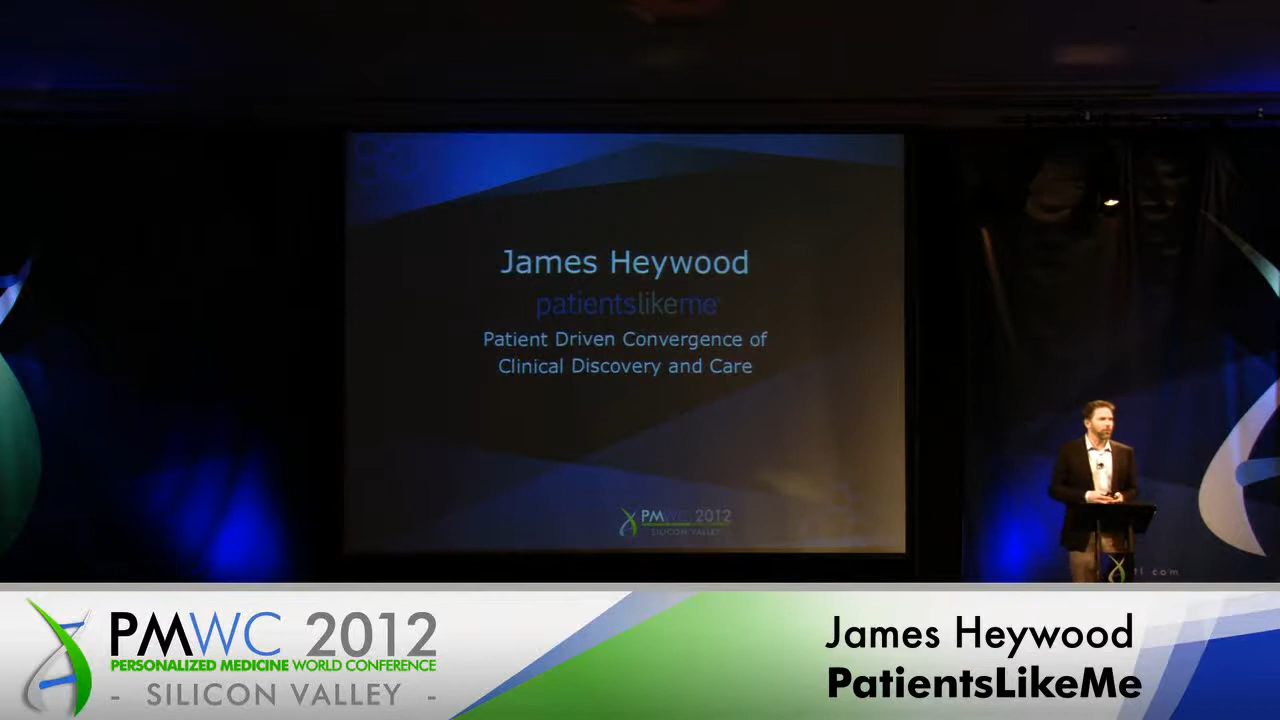 James Heywood
patientslikeme
Patient Driven Convergence of
Clinical Discovery and Care
PMWC 2012
SILICON VALLEY
PMWC 2012
PERSONALIZED MEDICINE WORLD CONFERENCE
- SILICON VALLEY -
James Heywood
PatientsLikeMe